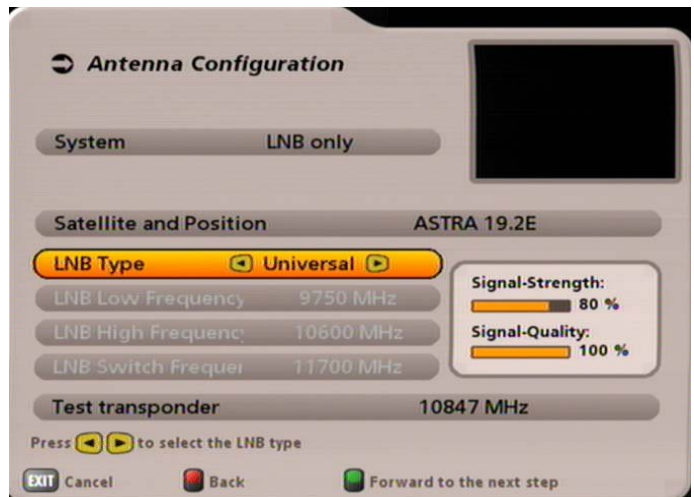 Antenna Configuration
System LNB only
Satellite and Position ASTRA 19.2E
LNB Type Universal
LNB Low Frequency 9750 MHz
LNB High Frequenc
10600 MHz
LNB Switch Frequer 11700 MHz
Signal-Strength:
80 %
Signal-Quality:
100 %
Test transponder 10847 MHz
Press to select the LNB type
EXIT Cancel Back Forward to the next step